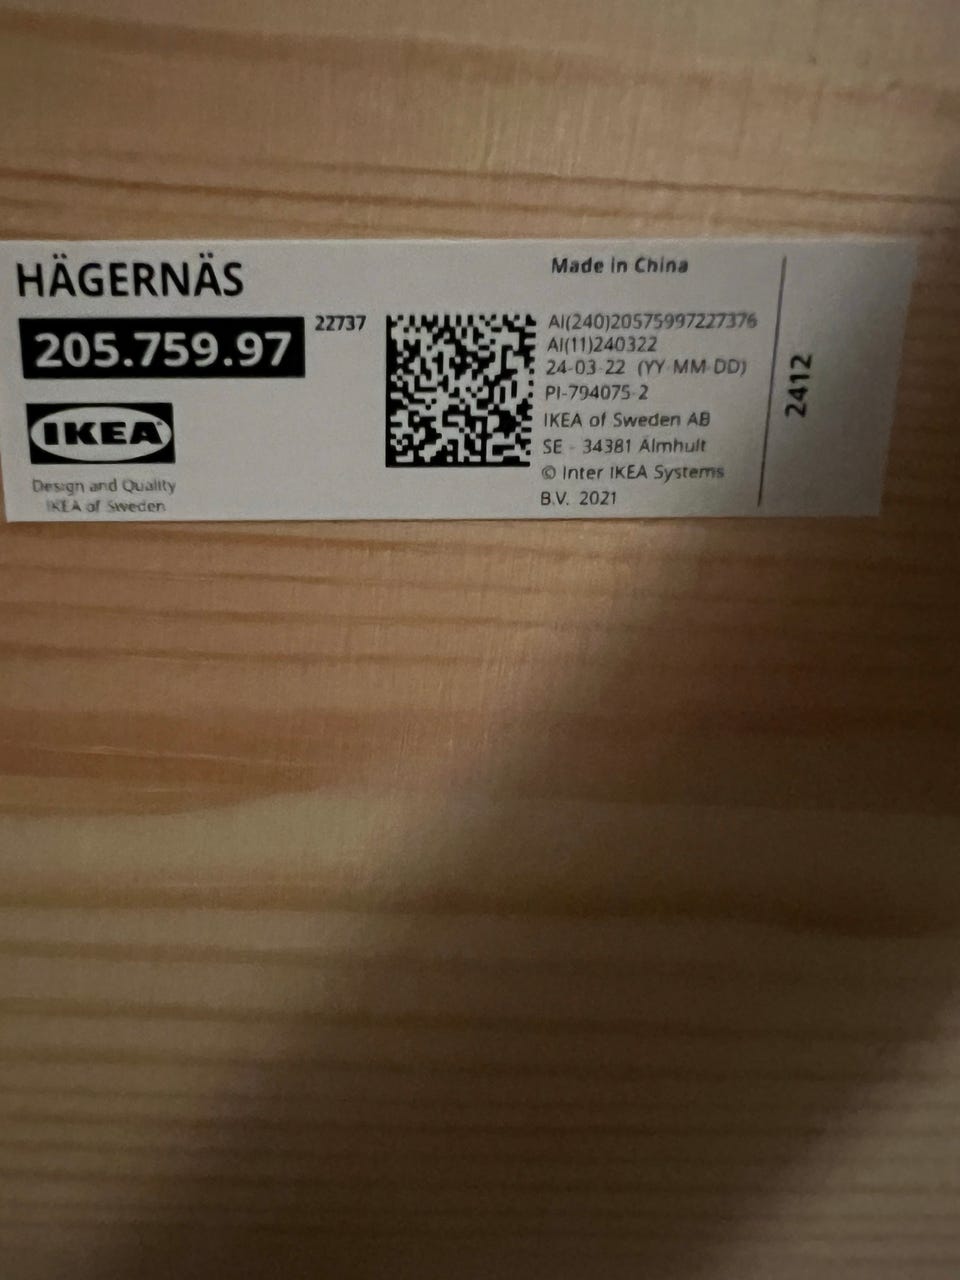 HÄGERNÄS
205.759.97
22737
IKEA
Design and Quality
IKEA of Sweden
Made in China
AI(240)20575997227376
AI(11)240322
24-03-22 (YY-MM-DD)
PI-794075-2
IKEA of Sweden AB
SE - 34381 Älmhult
© Inter IKEA Systems
B.V. 2021
2412